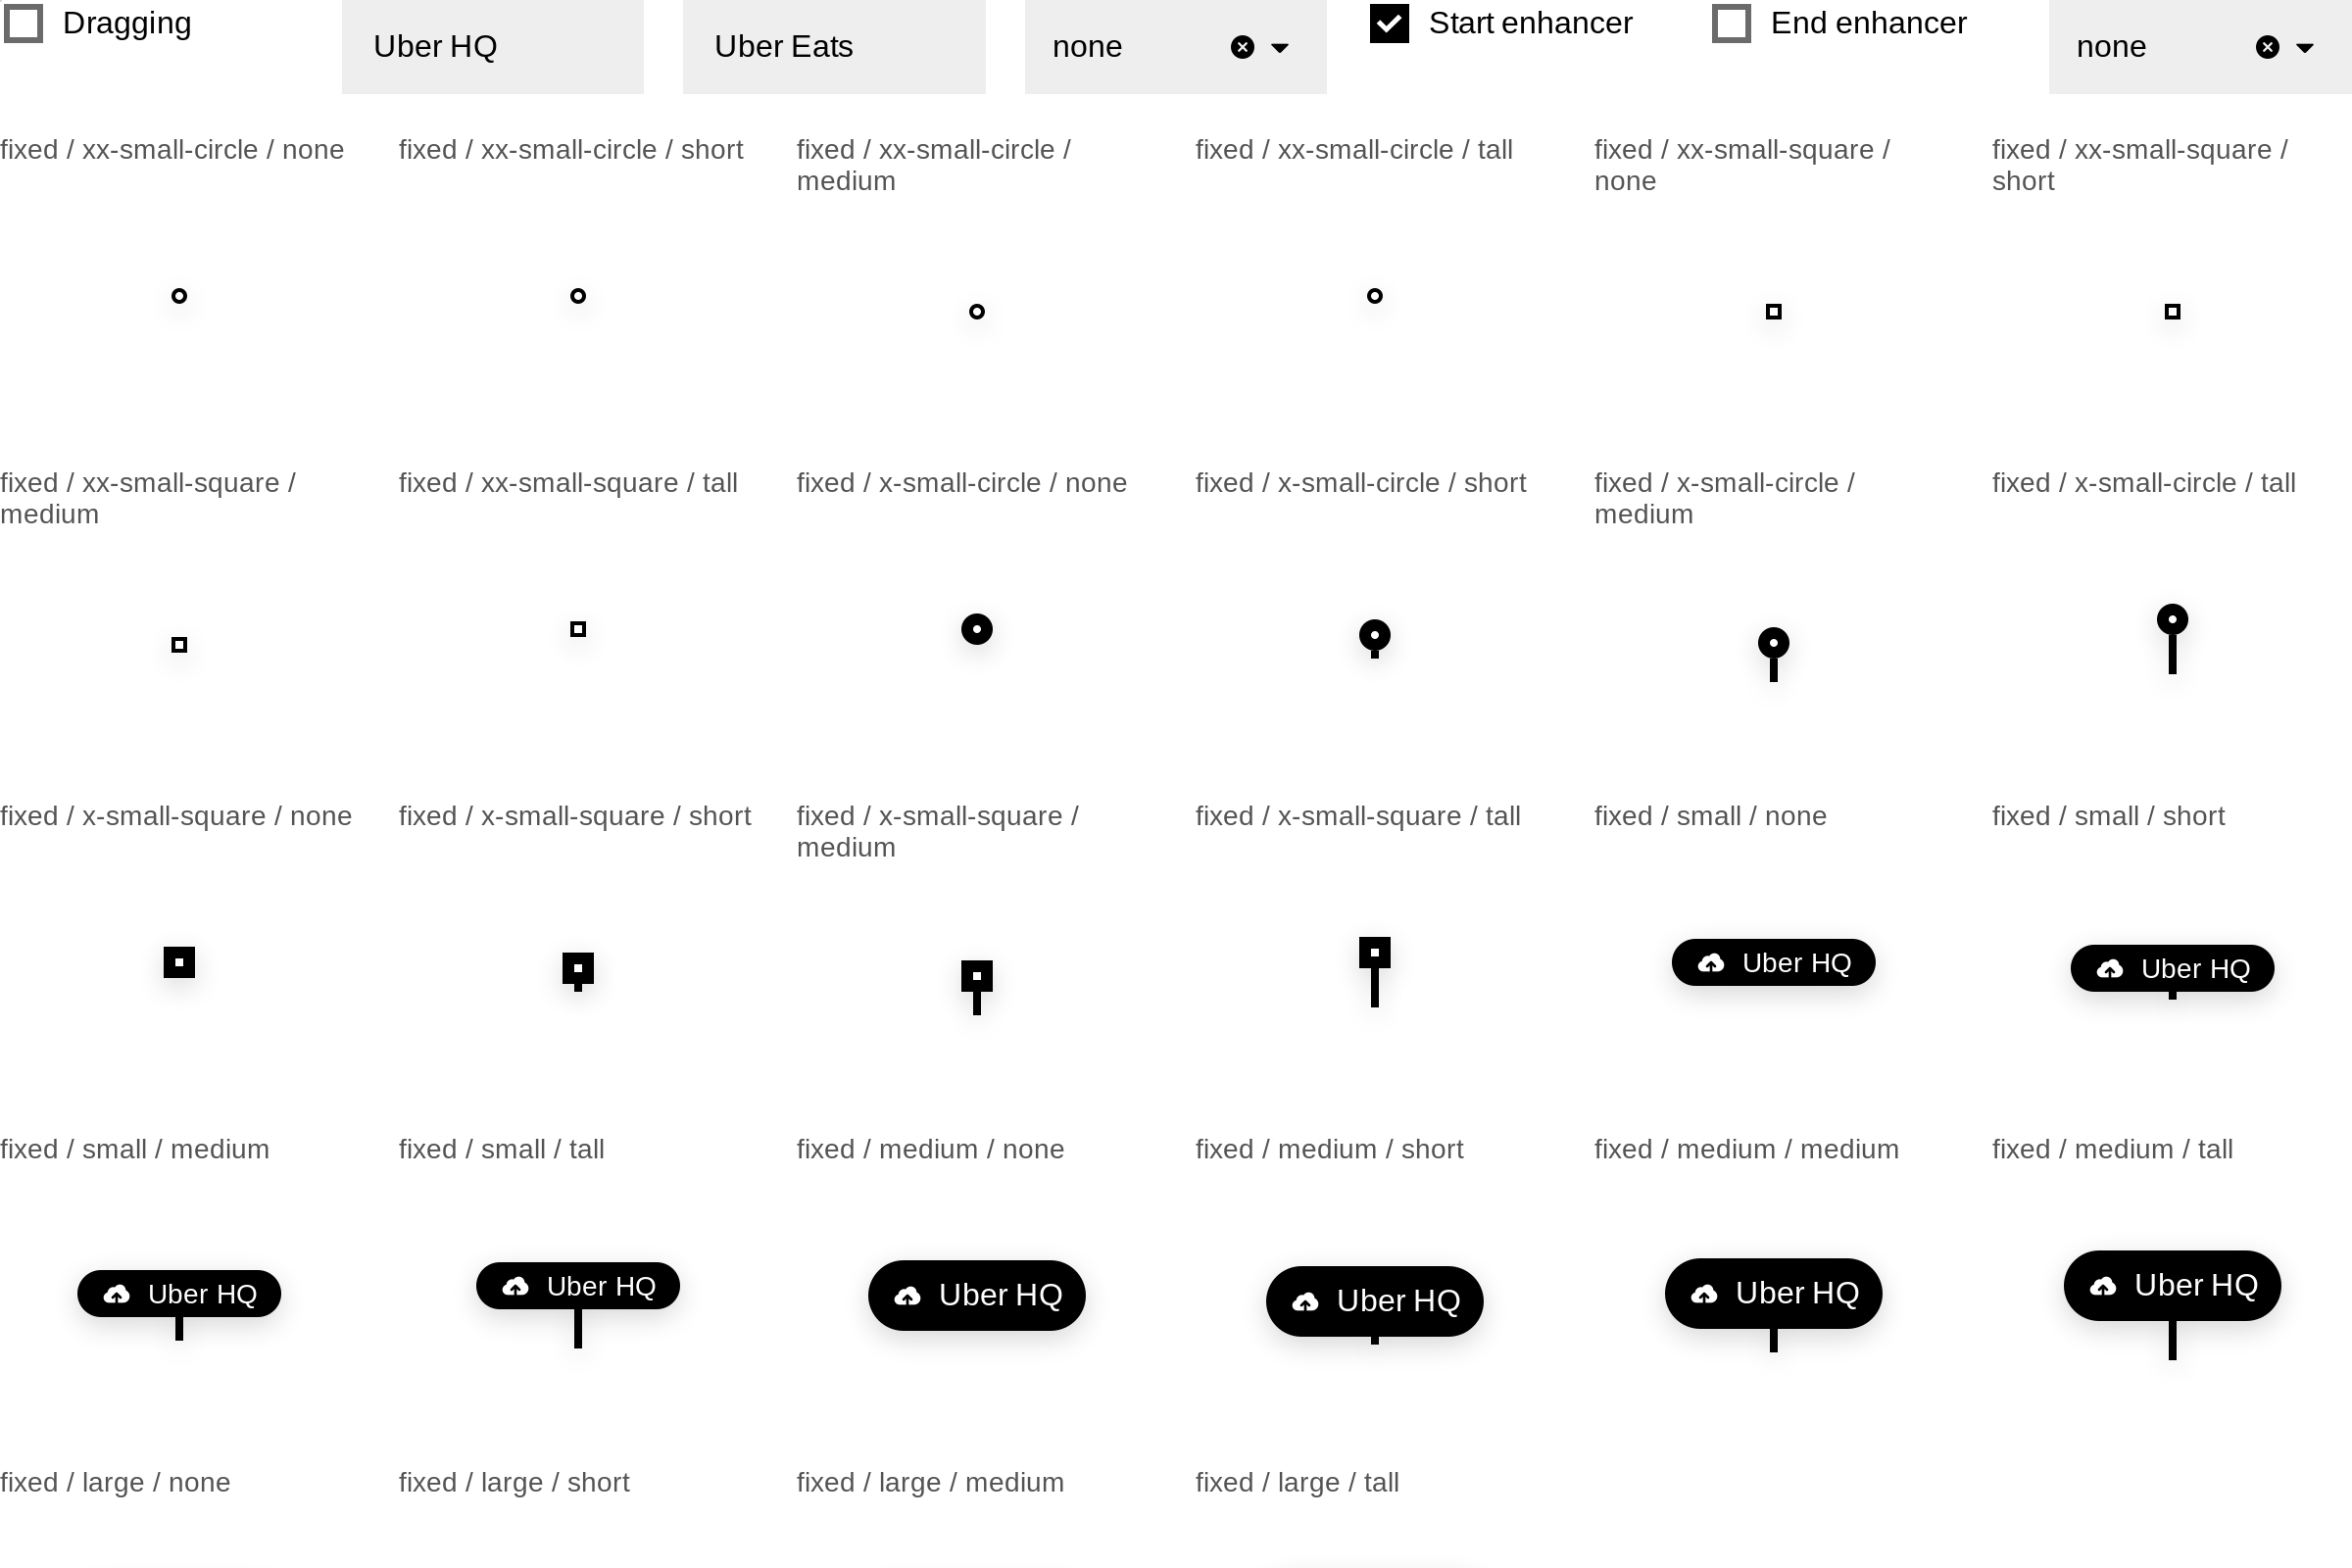 Dragging
Uber HQ
Uber Eats
none
Start enhancer
End enhancer
none
fixed / xx-small-circle / none
fixed / xx-small-circle / short
fixed / xx-small-circle /
medium
fixed / xx-small-circle / tall
fixed / xx-small-square /
none
fixed / xx-small-square /
short
fixed / xx-small-square /
medium
fixed / xx-small-square / tall
fixed / x-small-circle / none
fixed / x-small-circle / short
fixed / x-small-circle /
medium
fixed / x-small-circle / tall
fixed / x-small-square / none
fixed / x-small-square / short
fixed / x-small-square /
medium
fixed / x-small-square / tall
fixed / small / none
fixed / small / short
Uber HQ
Uber HQ
fixed / small / medium
fixed / small / tall
fixed / medium / none
fixed / medium / short
fixed / medium / medium
fixed / medium / tall
Uber HQ
Uber HQ
Uber HQ
Uber HQ
Uber HQ
Uber HQ
fixed / large / none
fixed / large / short
fixed / large / medium
fixed / large / tall